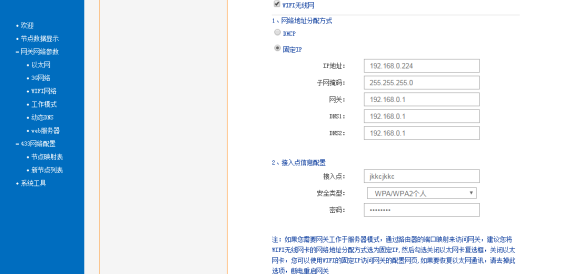 • 欢迎
• 节点数据显示
- 网关网络参数
• 以太网
• 3G网络
• WIFI网络
• 工作模式
• 动态DNS
• web服务器
- 433网络配置
• 节点映射表
• 新节点列表
• 系统工具
WIFI无线网
1、网络地址分配方式
DHCP
固定IP
IP地址: 192.168.0.224
子网掩码: 255.255.255.0
网关: 192.168.0.1
DNS1: 192.168.0.1
DNS2: 192.168.0.1
2、接入点信息配置
接入点: jkkcjkkc
安全类型: WPA/WPA2个人
密码: ••••••••
注: 如果您需要网关工作于服务器模式,通过路由器的端口映射来访问网关,建议您将
WIFI无线网卡的网络地址分配方式选为固定IP,然后勾选关闭以太网卡复选框,关闭以太
网卡,您可以使用WIFI的固定IP访问网关的配置网页,如需要恢复以太网通讯,请去掉此
选项,断电重启网关